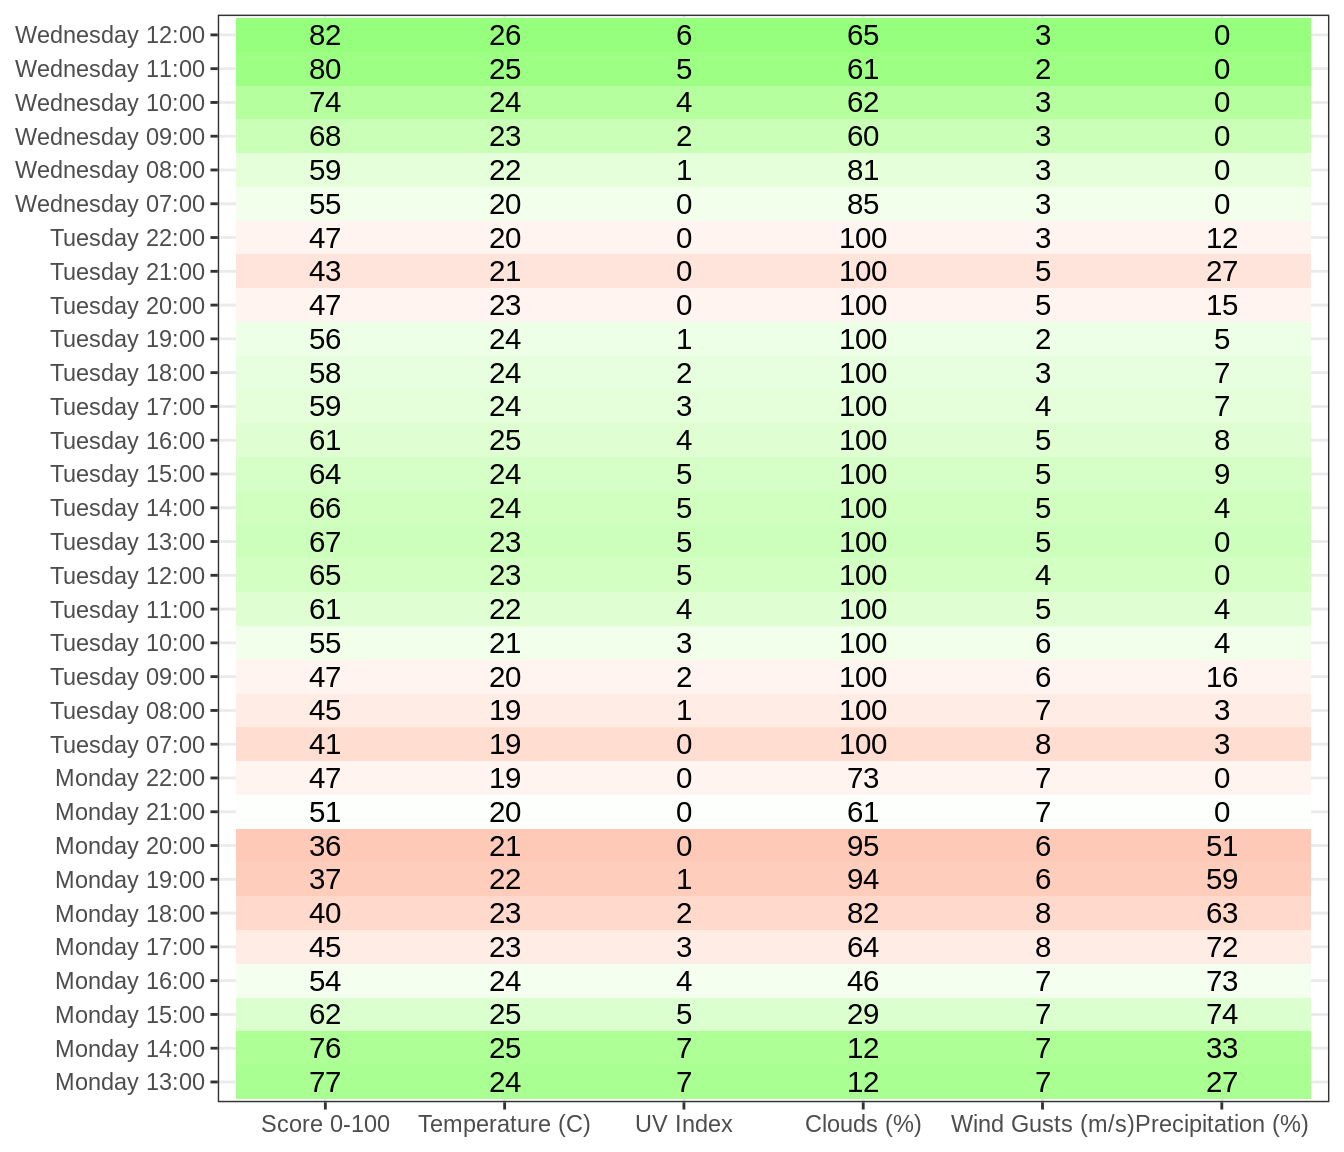 Wednesday 12:00 82 26 6 65 3 0
Wednesday 11:00 80 25 5 61 2 0
Wednesday 10:00 74 24 4 62 3 0
Wednesday 09:00 68 23 2 60 3 0
Wednesday 08:00 59 22 1 81 3 0
Wednesday 07:00 55 20 0 85 3 0
Tuesday 22:00 47 20 0 100 3 12
Tuesday 21:00 43 21 0 100 5 27
Tuesday 20:00 47 23 0 100 5 15
Tuesday 19:00 56 24 1 100 2 5
Tuesday 18:00 58 24 2 100 3 7
Tuesday 17:00 59 24 3 100 4 7
Tuesday 16:00 61 25 4 100 5 8
Tuesday 15:00 64 24 5 100 5 9
Tuesday 14:00 66 24 5 100 5 4
Tuesday 13:00 67 23 5 100 5 0
Tuesday 12:00 65 23 5 100 4 0
Tuesday 11:00 61 22 4 100 5 4
Tuesday 10:00 55 21 3 100 6 4
Tuesday 09:00 47 20 2 100 6 16
Tuesday 08:00 45 19 1 100 7 3
Tuesday 07:00 41 19 0 100 8 3
Monday 22:00 47 19 0 73 7 0
Monday 21:00 51 20 0 61 7 0
Monday 20:00 36 21 0 95 6 51
Monday 19:00 37 22 1 94 6 59
Monday 18:00 40 23 2 82 8 63
Monday 17:00 45 23 3 64 8 72
Monday 16:00 54 24 4 46 7 73
Monday 15:00 62 25 5 29 7 74
Monday 14:00 76 25 7 12 7 33
Monday 13:00 77 24 7 12 7 27
Score 0-100 Temperature (C) UV Index Clouds (%) Wind Gusts (m/s) Precipitation (%)